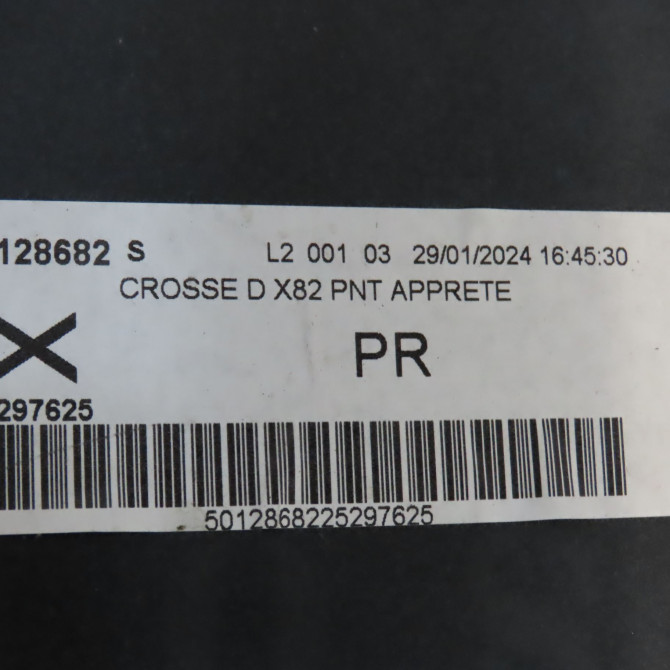 128682 S L2 001 03 29/01/2024 16:45:30
CROSSE D X82 PNT APPRETE
X PR
297625
5012868225297625